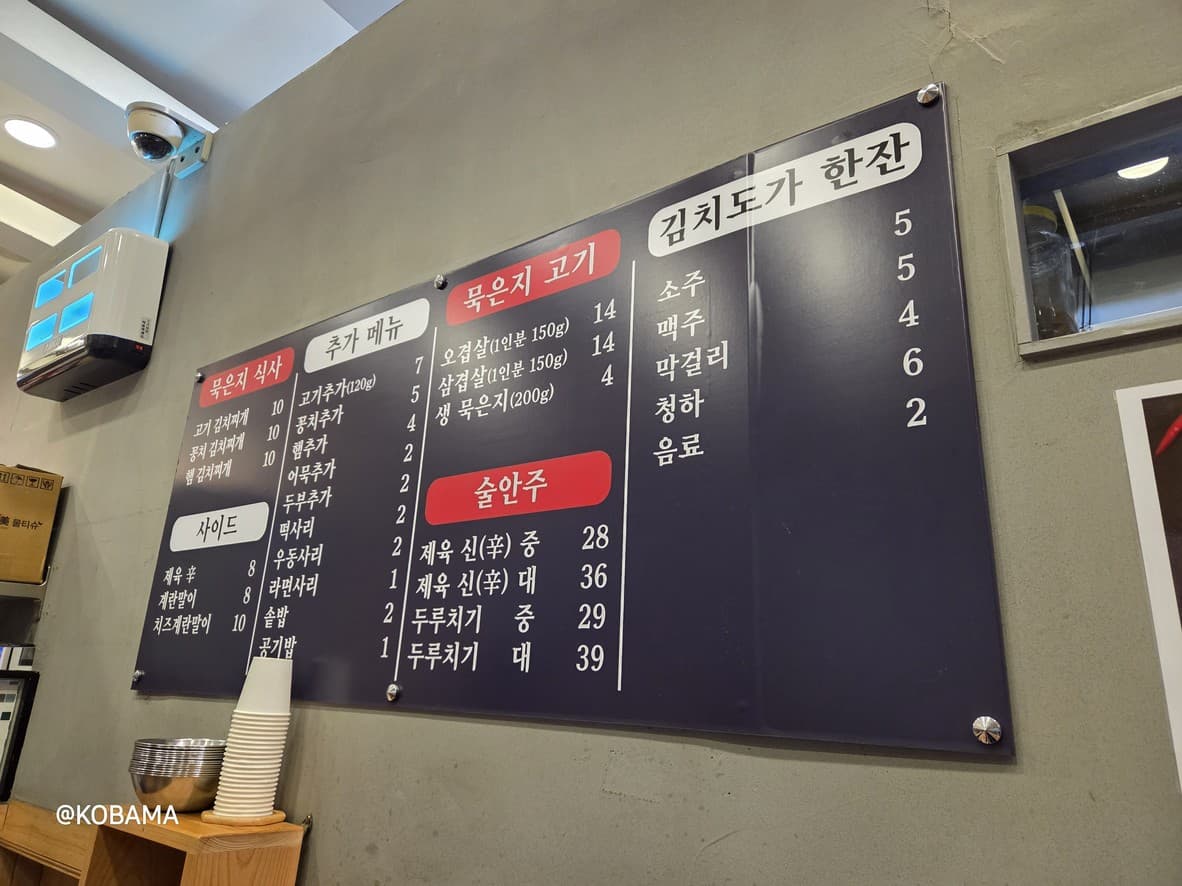 묵은지 식사
고기 김치찌개 10
꽁치 김치찌개 10
햄 김치찌개 10
사이드
제육 辛 8
계란말이 8
치즈계란말이 10
추가 메뉴
고기추가(120g) 7
꽁치추가 5
햄추가 4
어묵추가 2
두부추가 2
떡사리 2
우동사리 2
라면사리 1
솥밥 2
공기밥 1
묵은지 고기
오겹살(1인분 150g) 14
삼겹살(1인분 150g) 14
생 묵은지(200g) 4
술안주
제육 신(辛) 중 28
제육 신(辛) 대 36
두루치기 중 29
두루치기 대 39
김치도가 한잔
소주 5
맥주 5
막걸리 4
청하 6
음료 2
美 물티슈
@KOBAMA